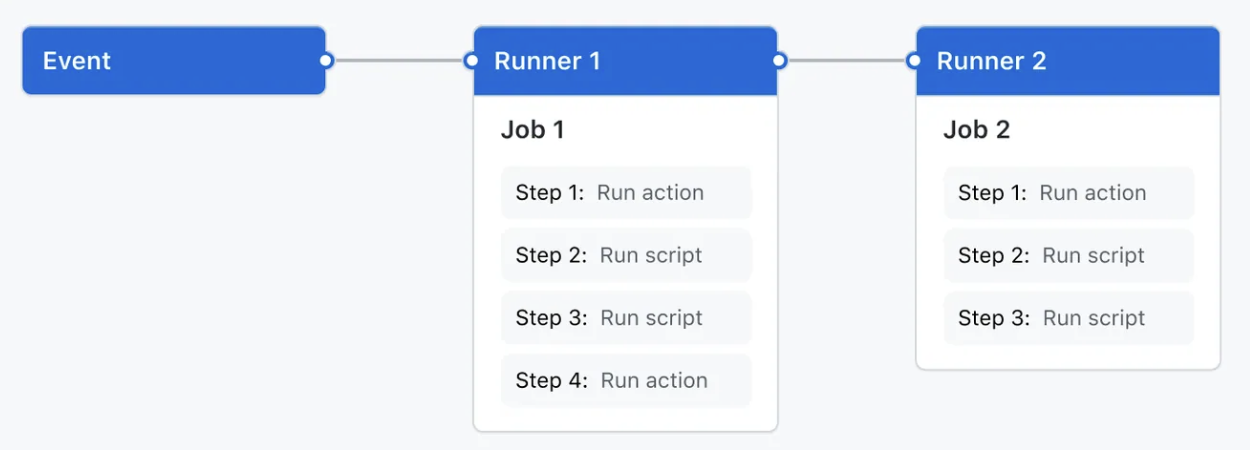 Event
Runner 1
Job 1
Step 1: Run action
Step 2: Run script
Step 3: Run script
Step 4: Run action
Runner 2
Job 2
Step 1: Run action
Step 2: Run script
Step 3: Run script